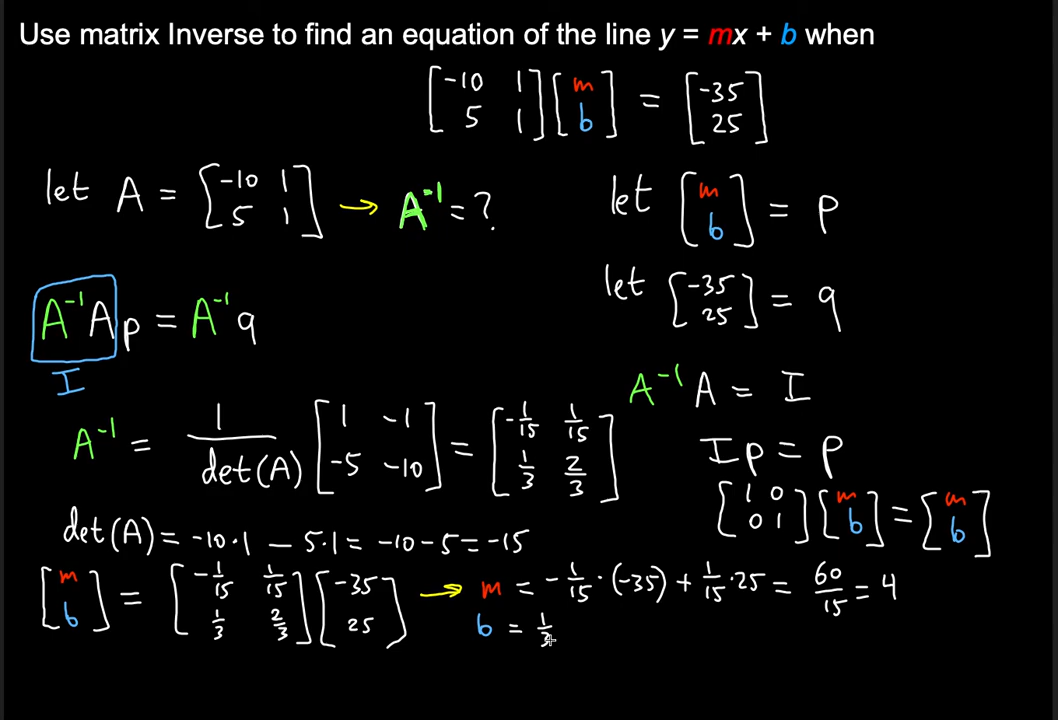 Use matrix Inverse to find an equation of the line y = mx + b when
[-10 1; 5 1] [m; b] = [-35; 25]
let A = [-10 1; 5 1] → A⁻¹ = ?
let [m; b] = p
let [-35; 25] = q
A⁻¹ A p = A⁻¹ q
I
A⁻¹ A = I
A⁻¹ = 1/det(A) [1 -1; -5 -10] = [-1/15 1/15; 1/3 2/3]
I p = p
[1 0; 0 1] [m; b] = [m; b]
det(A) = -10·1 - 5·1 = -10 - 5 = -15
[m; b] = [-1/15 1/15; 1/3 2/3] [-35; 25] → m = -1/15 · (-35) + 1/15 · 25 = 60/15 = 4
b = 1/3